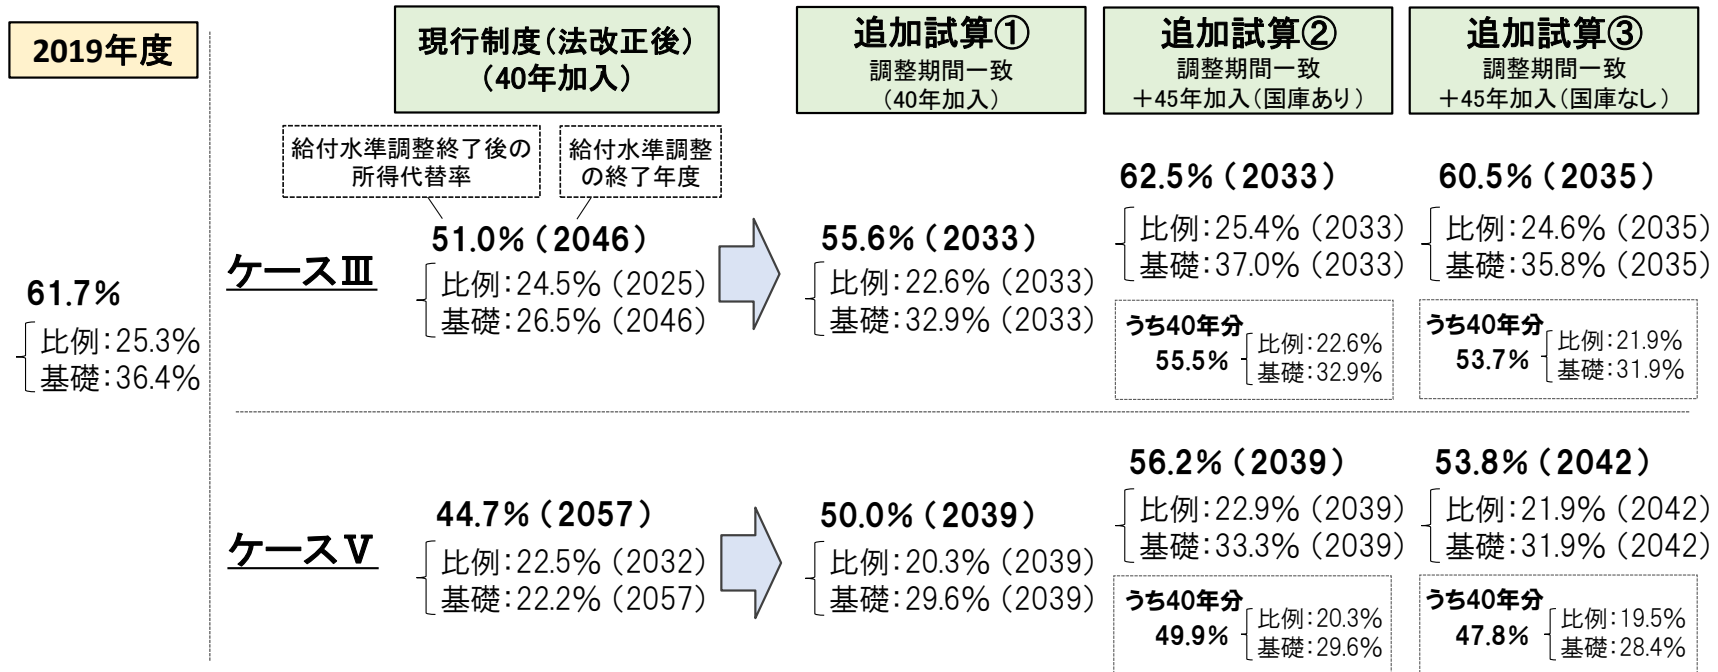 2019年度
61.7%
比例：25.3%
基礎：36.4%
現行制度（法改正後）
（40年加入）
追加試算①
調整期間一致
（40年加入）
追加試算②
調整期間一致
＋45年加入（国庫あり）
追加試算③
調整期間一致
＋45年加入（国庫なし）
給付水準調整終了後の
所得代替率
給付水準調整
の終了年度
ケースⅢ
51.0%（2046）
比例：24.5%（2025）
基礎：26.5%（2046）
55.6%（2033）
比例：22.6%（2033）
基礎：32.9%（2033）
62.5%（2033）
比例：25.4%（2033）
基礎：37.0%（2033）
うち40年分
55.5%
比例：22.6%
基礎：32.9%
60.5%（2035）
比例：24.6%（2035）
基礎：35.8%（2035）
うち40年分
53.7%
比例：21.9%
基礎：31.9%
ケースⅤ
44.7%（2057）
比例：22.5%（2032）
基礎：22.2%（2057）
50.0%（2039）
比例：20.3%（2039）
基礎：29.6%（2039）
56.2%（2039）
比例：22.9%（2039）
基礎：33.3%（2039）
うち40年分
49.9%
比例：20.3%
基礎：29.6%
53.8%（2042）
比例：21.9%（2042）
基礎：31.9%（2042）
うち40年分
47.8%
比例：19.5%
基礎：28.4%